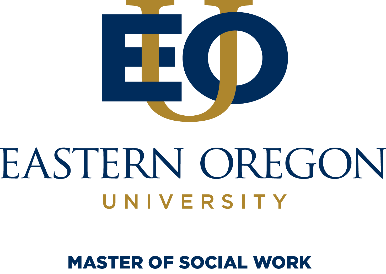 EOU
EASTERN OREGON
UNIVERSITY
MASTER OF SOCIAL WORK